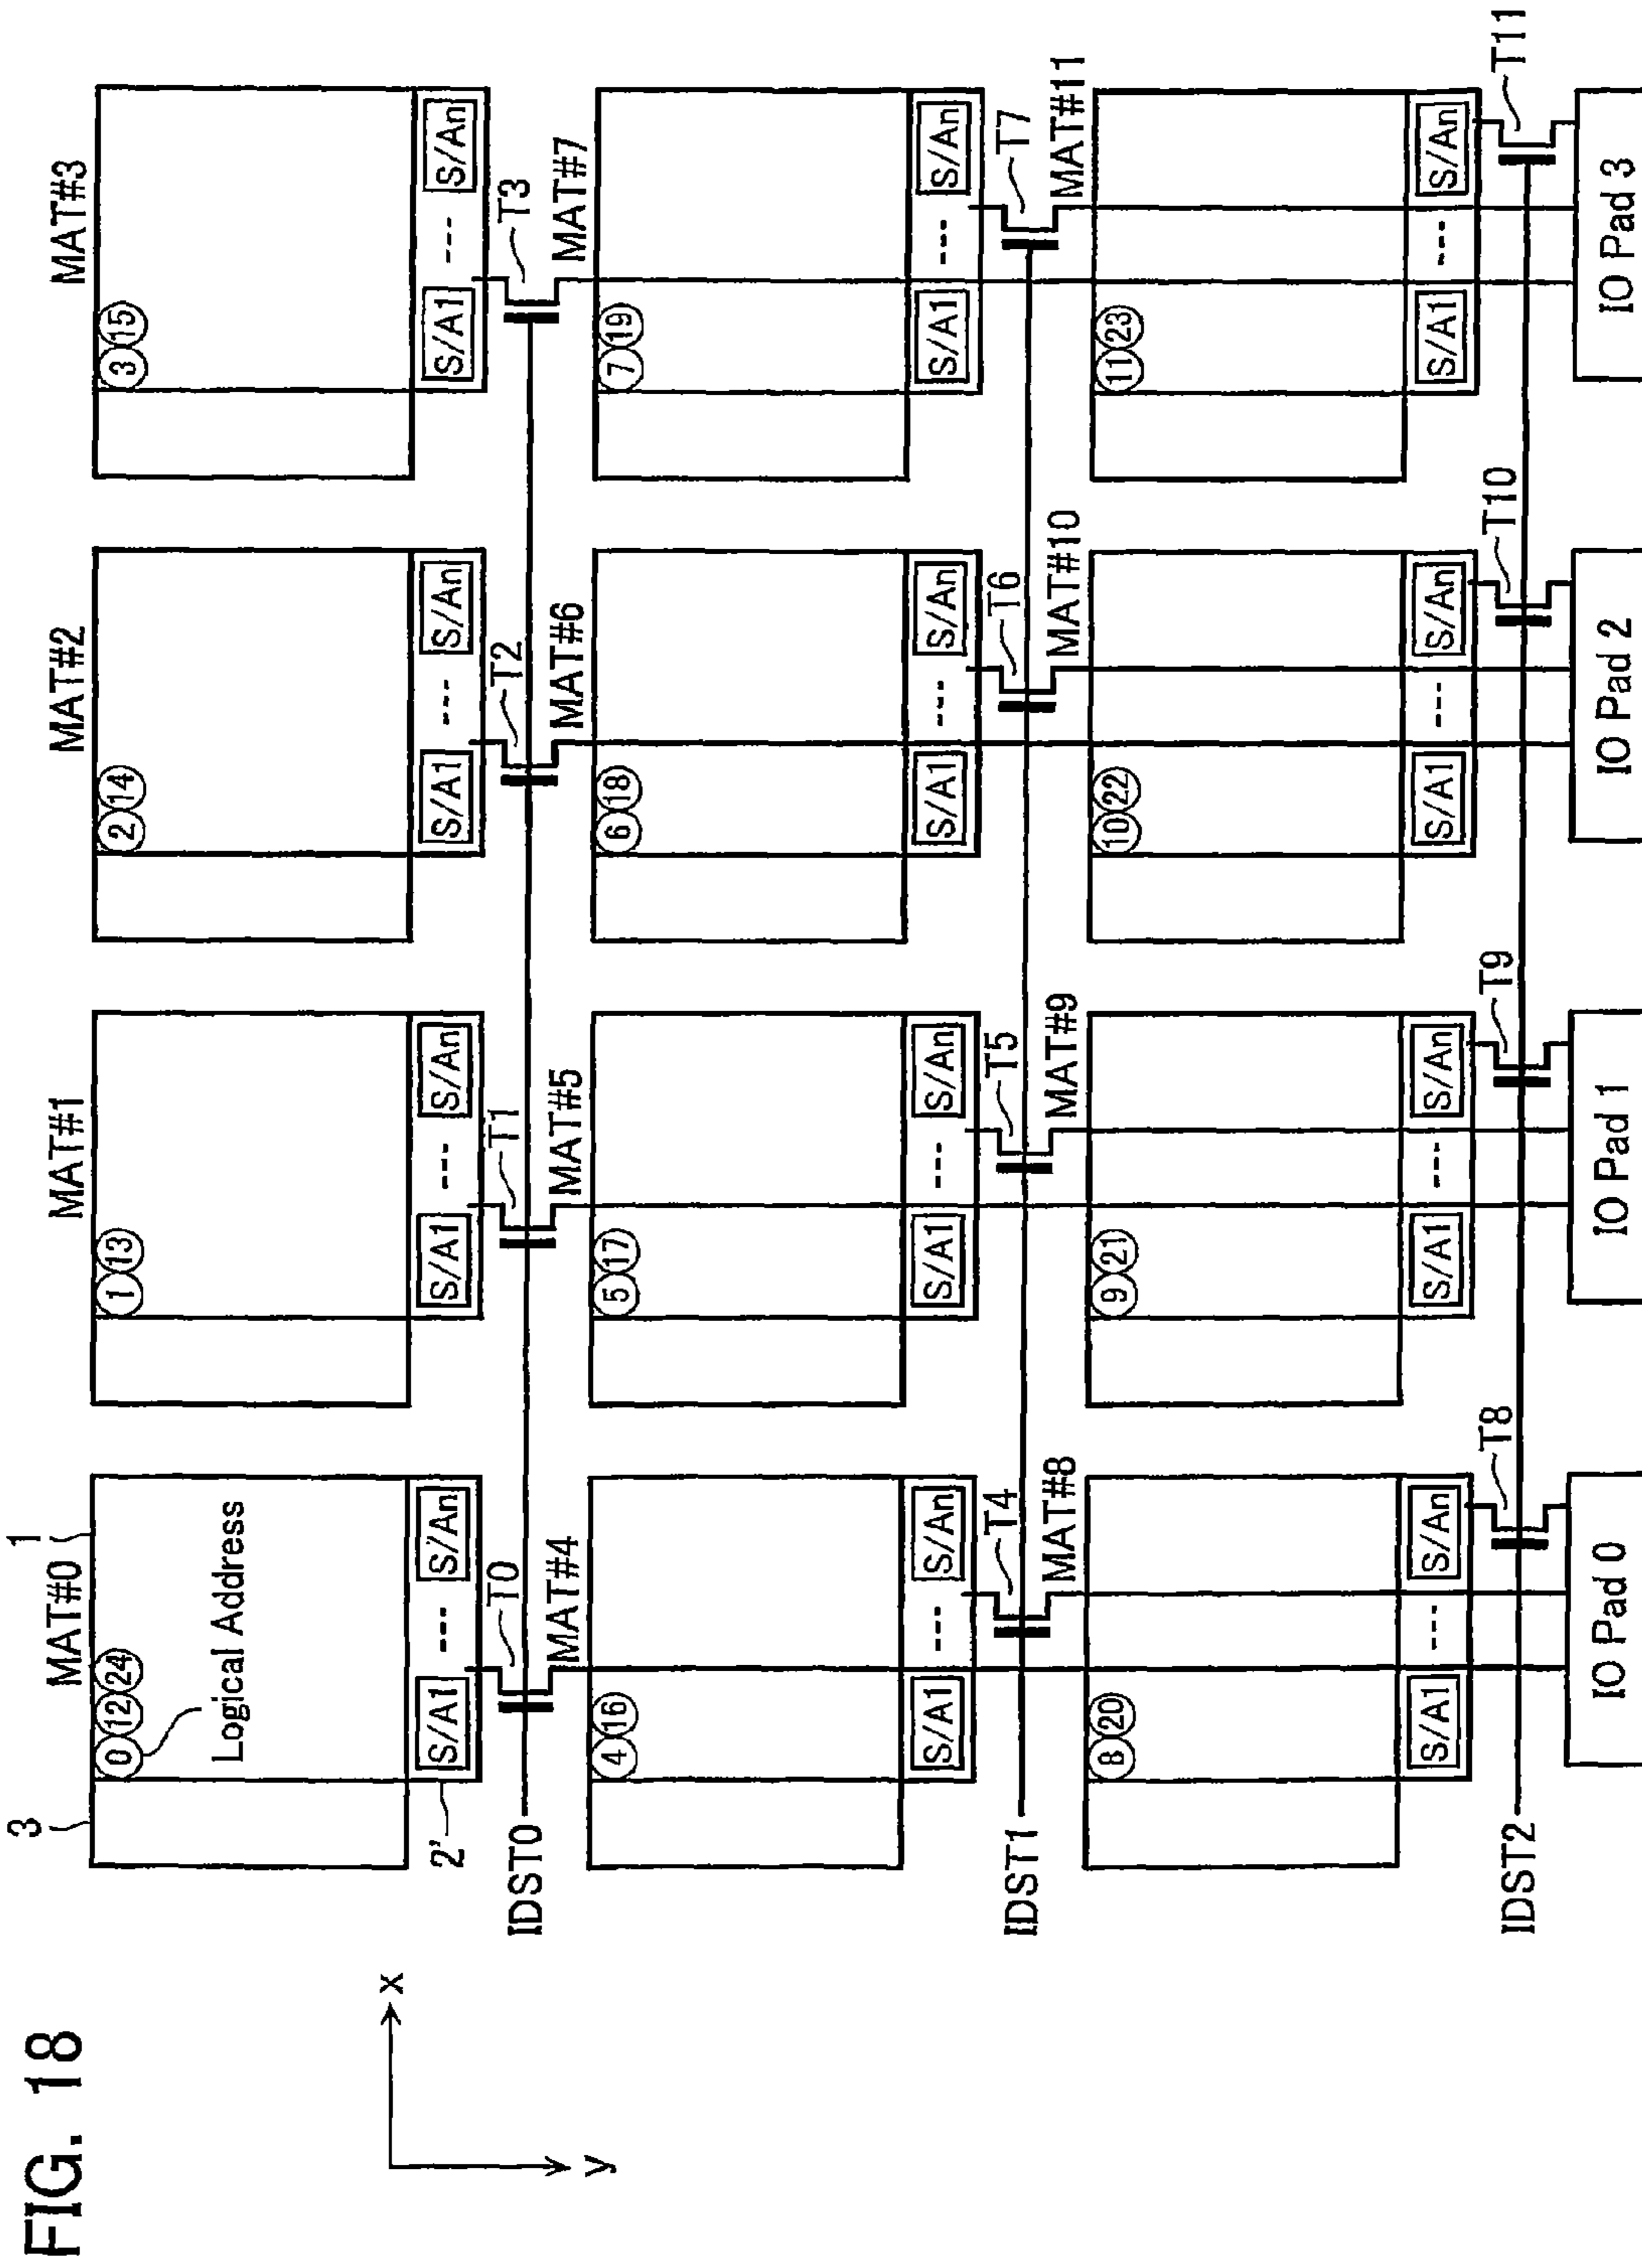 FIG. 18
x
y
3
MAT#0
1
MAT#1
MAT#2
MAT#3
0 12 24
1 13
2 14
3 15
Logical Address
2'
S/A1 --- S/An
S/A1 --- S/An
S/A1 --- S/An
S/A1 --- S/An
T0
T1
T2
T3
IDST0
MAT#4
MAT#5
MAT#6
MAT#7
4 16
5 17
6 18
7 19
S/A1 --- S/An
S/A1 --- S/An
S/A1 --- S/An
S/A1 --- S/An
T4
T5
T6
T7
IDST1
MAT#8
MAT#9
MAT#10
MAT#11
8 20
9 21
10 22
11 23
S/A1 --- S/An
S/A1 --- S/An
S/A1 --- S/An
S/A1 --- S/An
T8
T9
T10
T11
IDST2
IO Pad 0
IO Pad 1
IO Pad 2
IO Pad 3